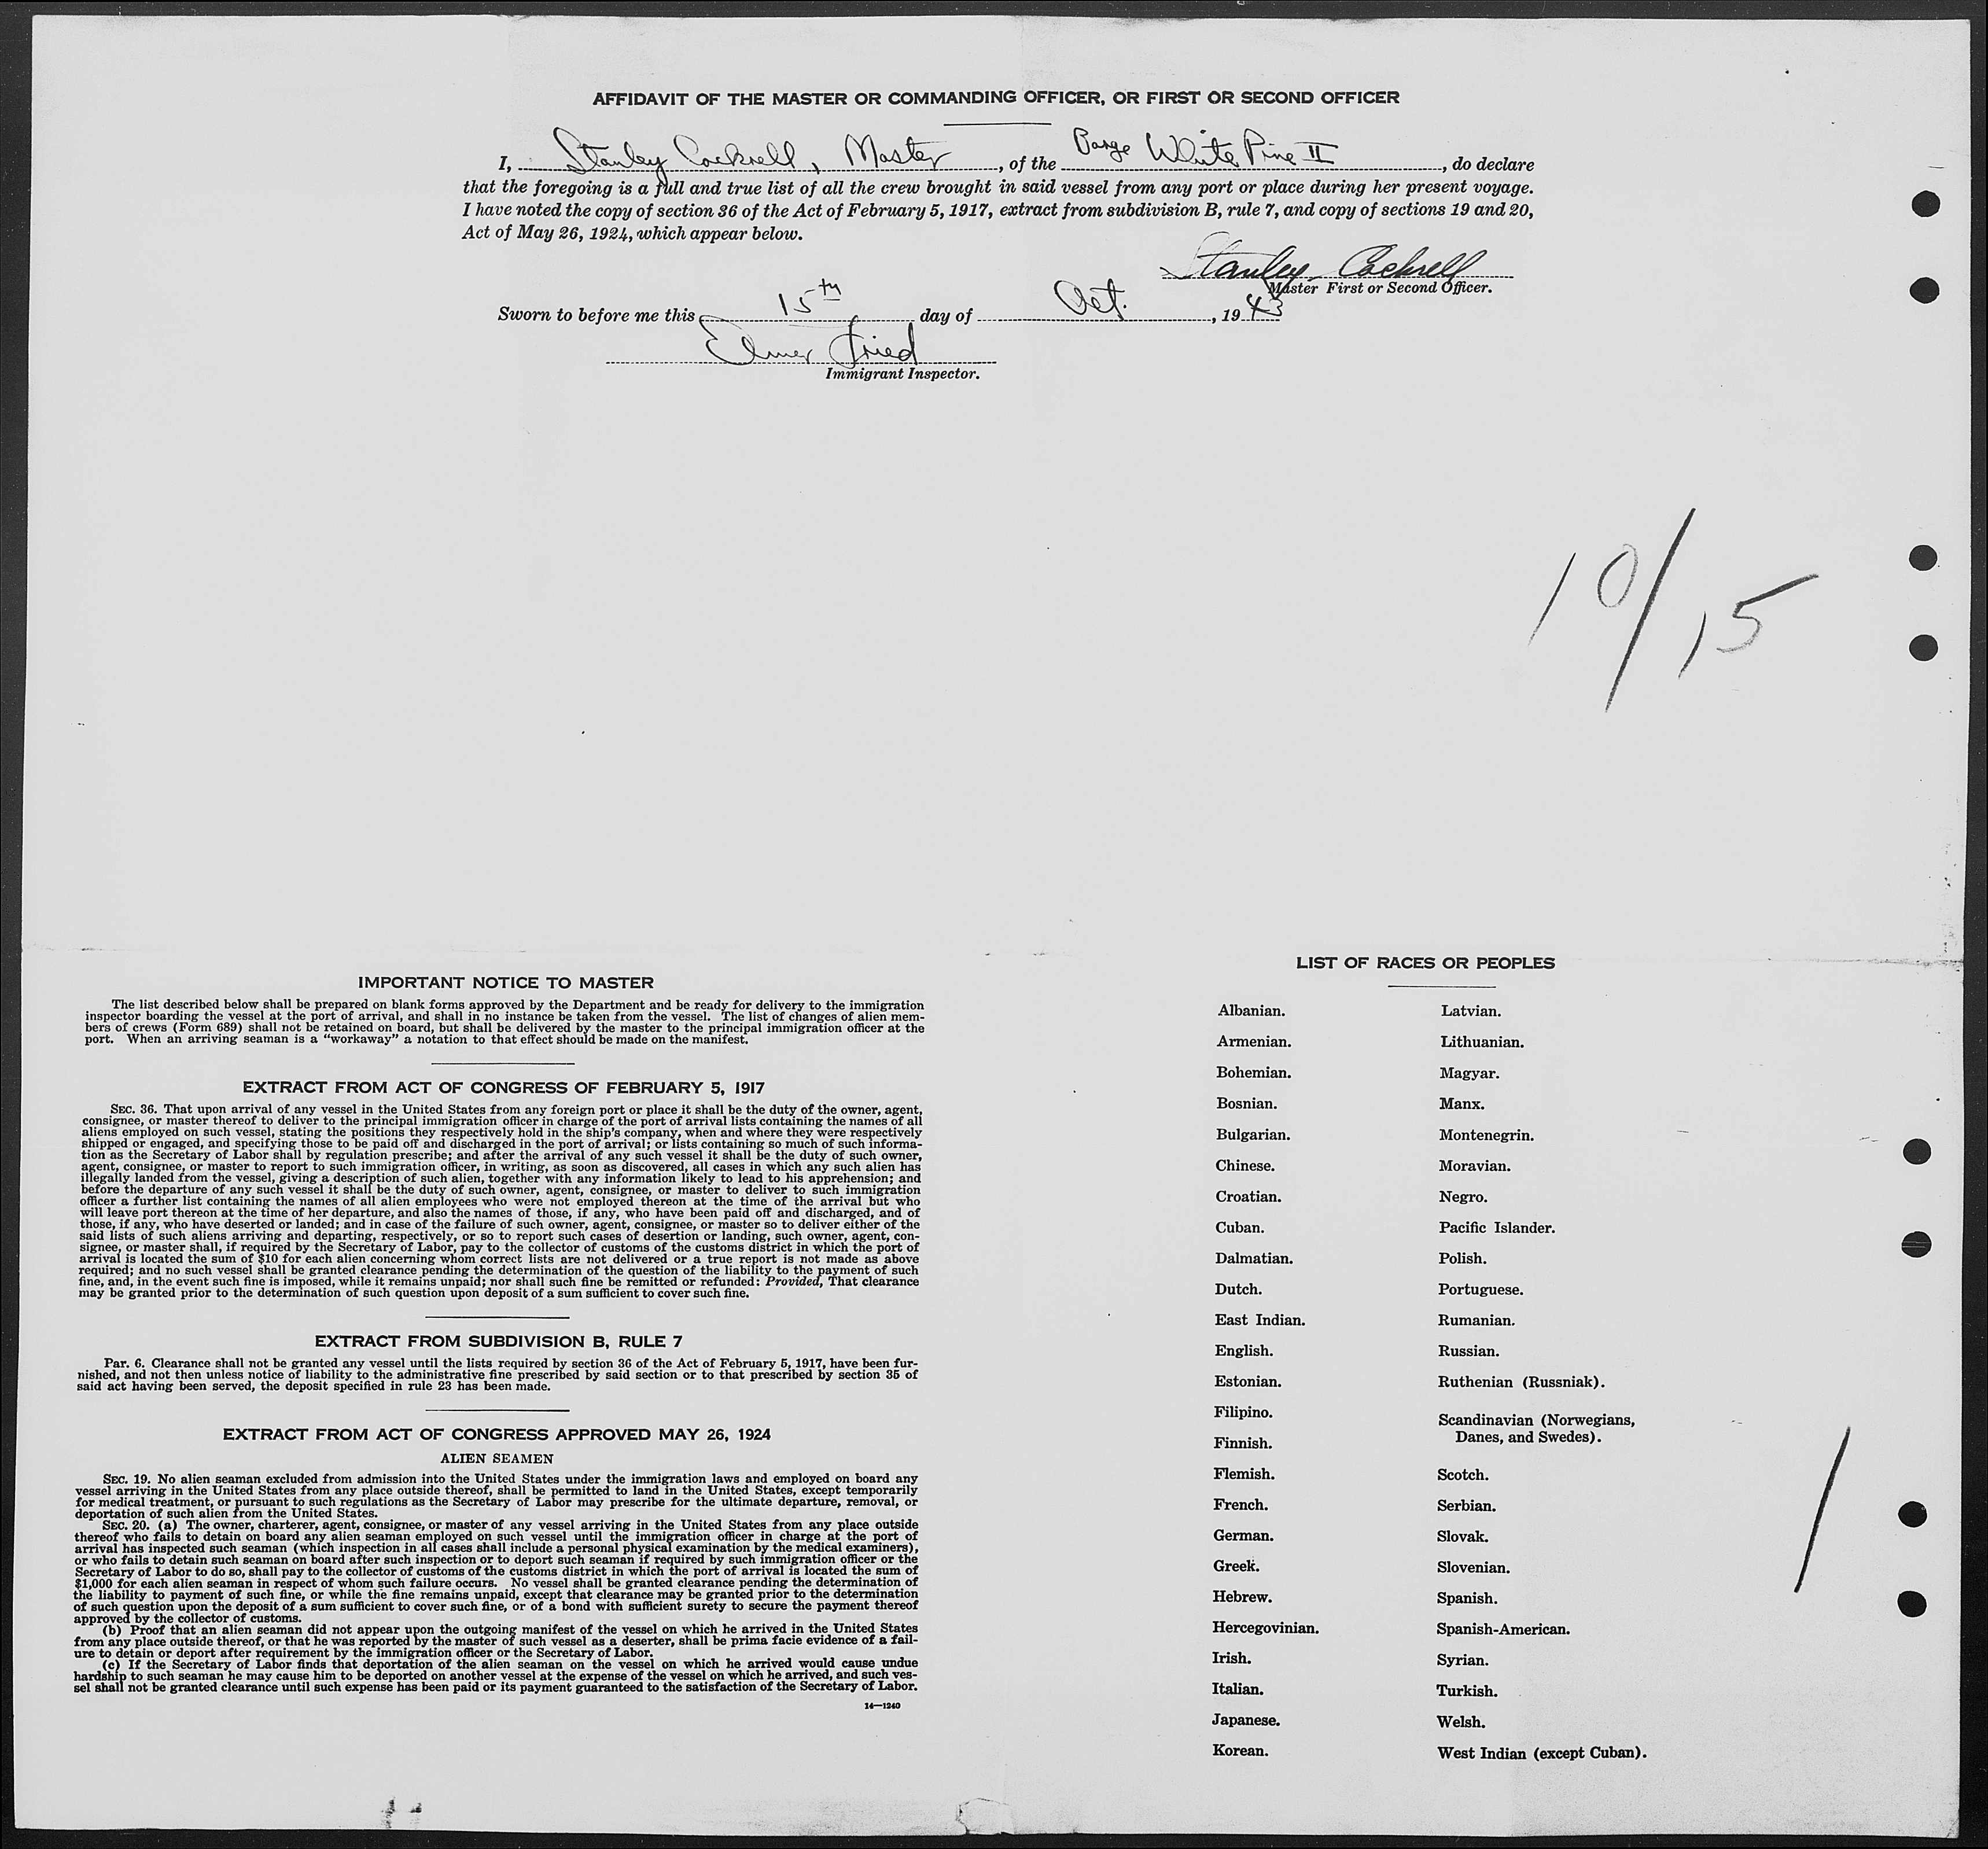 AFFIDAVIT OF THE MASTER OR COMMANDING OFFICER, OR FIRST OR SECOND OFFICER
I, Stanley Cockrell, Master, of the Barge White Pine II, do declare
that the foregoing is a full and true list of all the crew brought in said vessel from any port or place during her present voyage.
I have noted the copy of section 36 of the Act of February 5, 1917, extract from subdivision B, rule 7, and copy of sections 19 and 20,
Act of May 26, 1924, which appear below.
Stanley Cockrell
Master First or Second Officer.
Sworn to before me this 15th day of Oct., 1943
Elmer Fried
Immigrant Inspector.
10/15
IMPORTANT NOTICE TO MASTER
The list described below shall be prepared on blank forms approved by the Department and be ready for delivery to the immigration
inspector boarding the vessel at the port of arrival, and shall in no instance be taken from the vessel. The list of changes of alien mem-
bers of crews (Form 689) shall not be retained on board, but shall be delivered by the master to the principal immigration officer at the
port. When an arriving seaman is a "workaway" a notation to that effect should be made on the manifest.
EXTRACT FROM ACT OF CONGRESS OF FEBRUARY 5, 1917
SEC. 36. That upon arrival of any vessel in the United States from any foreign port or place it shall be the duty of the owner, agent,
consignee, or master thereof to deliver to the principal immigration officer in charge of the port of arrival lists containing the names of all
aliens employed on such vessel, stating the positions they respectively hold in the ship's company, when and where they were respectively
shipped or engaged, and specifying those to be paid off and discharged in the port of arrival; or lists containing so much of such informa-
tion as the Secretary of Labor shall by regulation prescribe; and after the arrival of any such vessel it shall be the duty of such owner,
agent, consignee, or master to report to such immigration officer, in writing, as soon as discovered, all cases in which any such alien has
illegally landed from the vessel, giving a description of such alien, together with any information likely to lead to his apprehension; and
before the departure of any such vessel it shall be the duty of such owner, agent, consignee, or master to deliver to such immigration
officer a further list containing the names of all alien employees who were not employed thereon at the time of the arrival but who
will leave port thereon at the time of her departure, and also the names of those, if any, who have been paid off and discharged, and of
those, if any, who have deserted or landed; and in case of the failure of such owner, agent, consignee, or master so to deliver either of the
said lists of such aliens arriving and departing, respectively, or so to report such cases of desertion or landing, such owner, agent, con-
signee, or master shall, if required by the Secretary of Labor, pay to the collector of customs of the customs district in which the port of
arrival is located the sum of $10 for each alien concerning whom correct lists are not delivered or a true report is not made as above
required; and no such vessel shall be granted clearance pending the determination of the question of the liability to the payment of such
fine, and, in the event such fine is imposed, while it remains unpaid; nor shall such fine be remitted or refunded: Provided, That clearance
may be granted prior to the determination of such question upon deposit of a sum sufficient to cover such fine.
EXTRACT FROM SUBDIVISION B, RULE 7
Par. 6. Clearance shall not be granted any vessel until the lists required by section 36 of the Act of February 5, 1917, have been fur-
nished, and not then unless notice of liability to the administrative fine prescribed by said section or to that prescribed by section 35 of
said act having been served, the deposit specified in rule 23 has been made.
EXTRACT FROM ACT OF CONGRESS APPROVED MAY 26, 1924
ALIEN SEAMEN
SEC. 19. No alien seaman excluded from admission into the United States under the immigration laws and employed on board any
vessel arriving in the United States from any place outside thereof, shall be permitted to land in the United States, except temporarily
for medical treatment, or pursuant to such regulations as the Secretary of Labor may prescribe for the ultimate departure, removal, or
deportation of such alien from the United States.
SEC. 20. (a) The owner, charterer, agent, consignee, or master of any vessel arriving in the United States from any place outside
thereof who fails to detain on board any alien seaman employed on such vessel until the immigration officer in charge at the port of
arrival has inspected such seaman (which inspection in all cases shall include a personal physical examination by the medical examiners),
or who fails to detain such seaman on board after such inspection or to deport such seaman if required by such immigration officer or the
Secretary of Labor to do so, shall pay to the collector of customs of the customs district in which the port of arrival is located the sum of
$1,000 for each alien seaman in respect of whom such failure occurs. No vessel shall be granted clearance pending the determination of
the liability to payment of such fine, or while the fine remains unpaid, except that clearance may be granted prior to the determination
of such question upon the deposit of a sum sufficient to cover such fine, or of a bond with sufficient surety to secure the payment thereof
approved by the collector of customs.
(b) Proof that an alien seaman did not appear upon the outgoing manifest of the vessel on which he arrived in the United States
from any place outside thereof, or that he was reported by the master of such vessel as a deserter, shall be prima facie evidence of a fail-
ure to detain or deport after requirement by the immigration officer or the Secretary of Labor.
(c) If the Secretary of Labor finds that deportation of the alien seaman on the vessel on which he arrived would cause undue
hardship to such seaman he may cause him to be deported on another vessel at the expense of the vessel on which he arrived, and such ves-
sel shall not be granted clearance until such expense has been paid or its payment guaranteed to the satisfaction of the Secretary of Labor.
14—1240
LIST OF RACES OR PEOPLES
Albanian.
Armenian.
Bohemian.
Bosnian.
Bulgarian.
Chinese.
Croatian.
Cuban.
Dalmatian.
Dutch.
East Indian.
English.
Estonian.
Filipino.
Finnish.
Flemish.
French.
German.
Greek.
Hebrew.
Hercegovinian.
Irish.
Italian.
Japanese.
Korean.
Latvian.
Lithuanian.
Magyar.
Manx.
Montenegrin.
Moravian.
Negro.
Pacific Islander.
Polish.
Portuguese.
Rumanian.
Russian.
Ruthenian (Russniak).
Scandinavian (Norwegians,
Danes, and Swedes).
Scotch.
Serbian.
Slovak.
Slovenian.
Spanish.
Spanish-American.
Syrian.
Turkish.
Welsh.
West Indian (except Cuban).
/